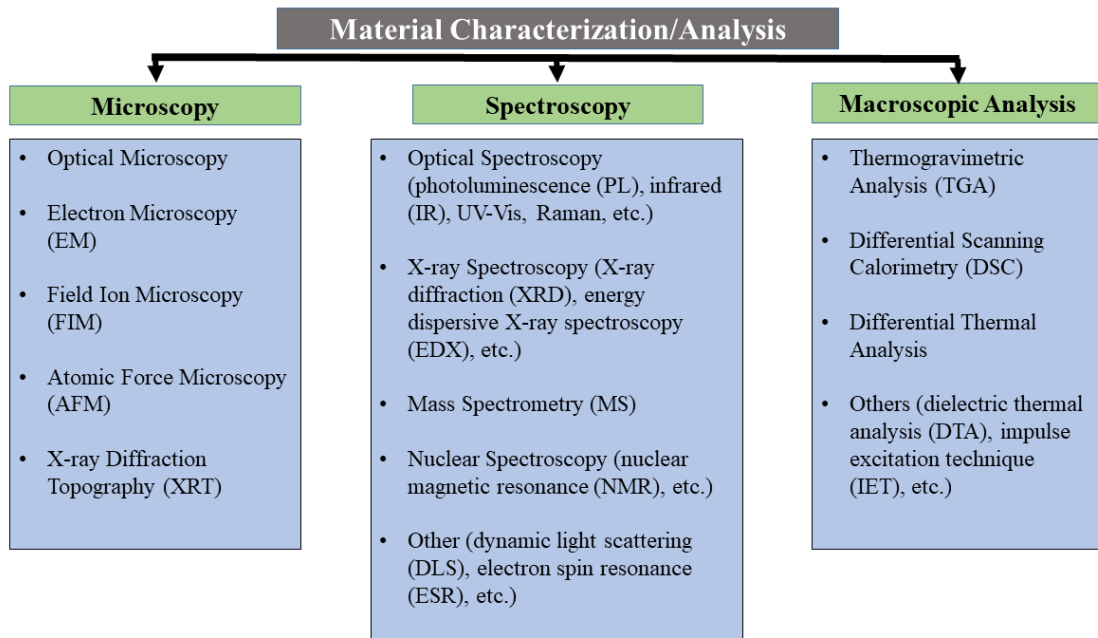 Material Characterization/Analysis
Microscopy
• Optical Microscopy
• Electron Microscopy
(EM)
• Field Ion Microscopy
(FIM)
• Atomic Force Microscopy
(AFM)
• X-ray Diffraction
Topography (XRT)
Spectroscopy
• Optical Spectroscopy
(photoluminescence (PL), infrared
(IR), UV-Vis, Raman, etc.)
• X-ray Spectroscopy (X-ray
diffraction (XRD), energy
dispersive X-ray spectroscopy
(EDX), etc.)
• Mass Spectrometry (MS)
• Nuclear Spectroscopy (nuclear
magnetic resonance (NMR), etc.)
• Other (dynamic light scattering
(DLS), electron spin resonance
(ESR), etc.)
Macroscopic Analysis
• Thermogravimetric
Analysis (TGA)
• Differential Scanning
Calorimetry (DSC)
• Differential Thermal
Analysis
• Others (dielectric thermal
analysis (DTA), impulse
excitation technique
(IET), etc.)